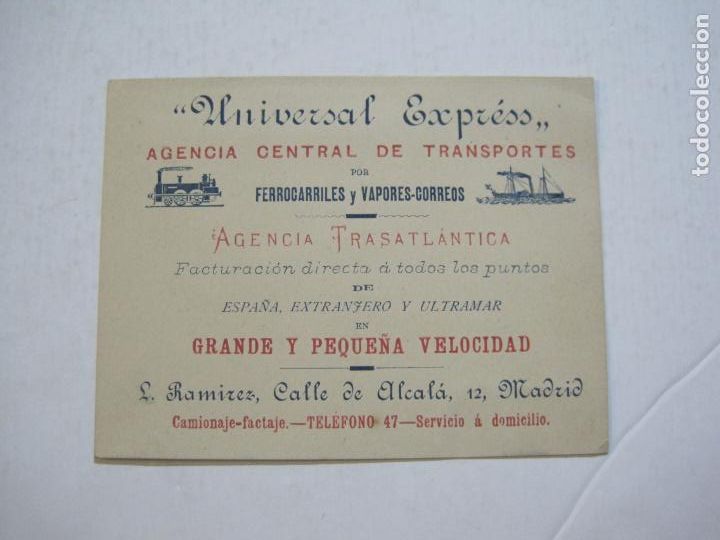 “Universal Expréss„
AGENCIA CENTRAL DE TRANSPORTES
POR
FERROCARRILES y VAPORES-CORREOS
AGENCIA TRASATLÁNTICA
Facturación directa á todos los puntos
DE
ESPAÑA, EXTRANJERO Y ULTRAMAR
EN
GRANDE Y PEQUEÑA VELOCIDAD
L. Ramirez, Calle de Alcalá, 12, Madrid
Camionaje-factaje.—TELÉFONO 47—Servicio á domicilio.
todocoleccion